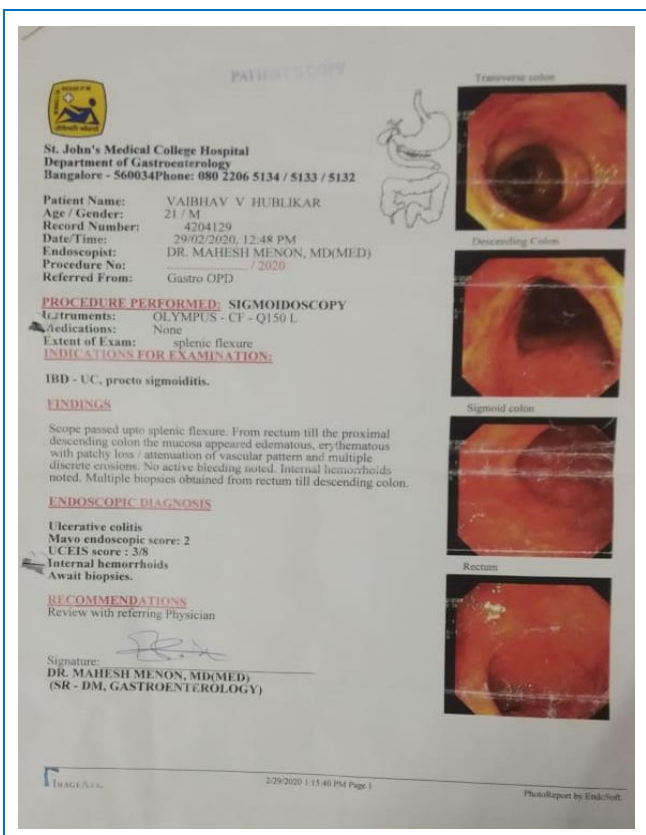 PATIENT'S COPY
St. John's Medical College Hospital
Department of Gastroenterology
Bangalore - 560034Phone: 080 2206 5134 / 5133 / 5132
Patient Name: VAIBHAV V HUBLIKAR
Age / Gender: 21 / M
Record Number: 4204129
Date/Time: 29/02/2020, 12:48 PM
Endoscopist: DR. MAHESH MENON, MD(MED)
Procedure No: ................... / 2020
Referred From: Gastro OPD
PROCEDURE PERFORMED: SIGMOIDOSCOPY
Instruments: OLYMPUS - CF - Q150 L
Medications: None
Extent of Exam: splenic flexure
INDICATIONS FOR EXAMINATION:
IBD - UC, procto sigmoiditis.
FINDINGS
Scope passed upto splenic flexure. From rectum till the proximal
descending colon the mucosa appeared edematous, erythematous
with patchy loss / attenuation of vascular pattern and multiple
discrete erosions. No active bleeding noted. Internal hemorrhoids
noted. Multiple biopsies obtained from rectum till descending colon.
ENDOSCOPIC DIAGNOSIS
Ulcerative colitis
Mayo endoscopic score: 2
UCEIS score : 3/8
Internal hemorrhoids
Await biopsies.
RECOMMENDATIONS
Review with referring Physician
Signature:
DR. MAHESH MENON, MD(MED)
(SR - DM, GASTROENTEROLOGY)
Transverse colon
Descending Colon
Sigmoid colon
Rectum
2/29/2020 1:15:40 PM Page 1
PhotoReport by EndoSoft.